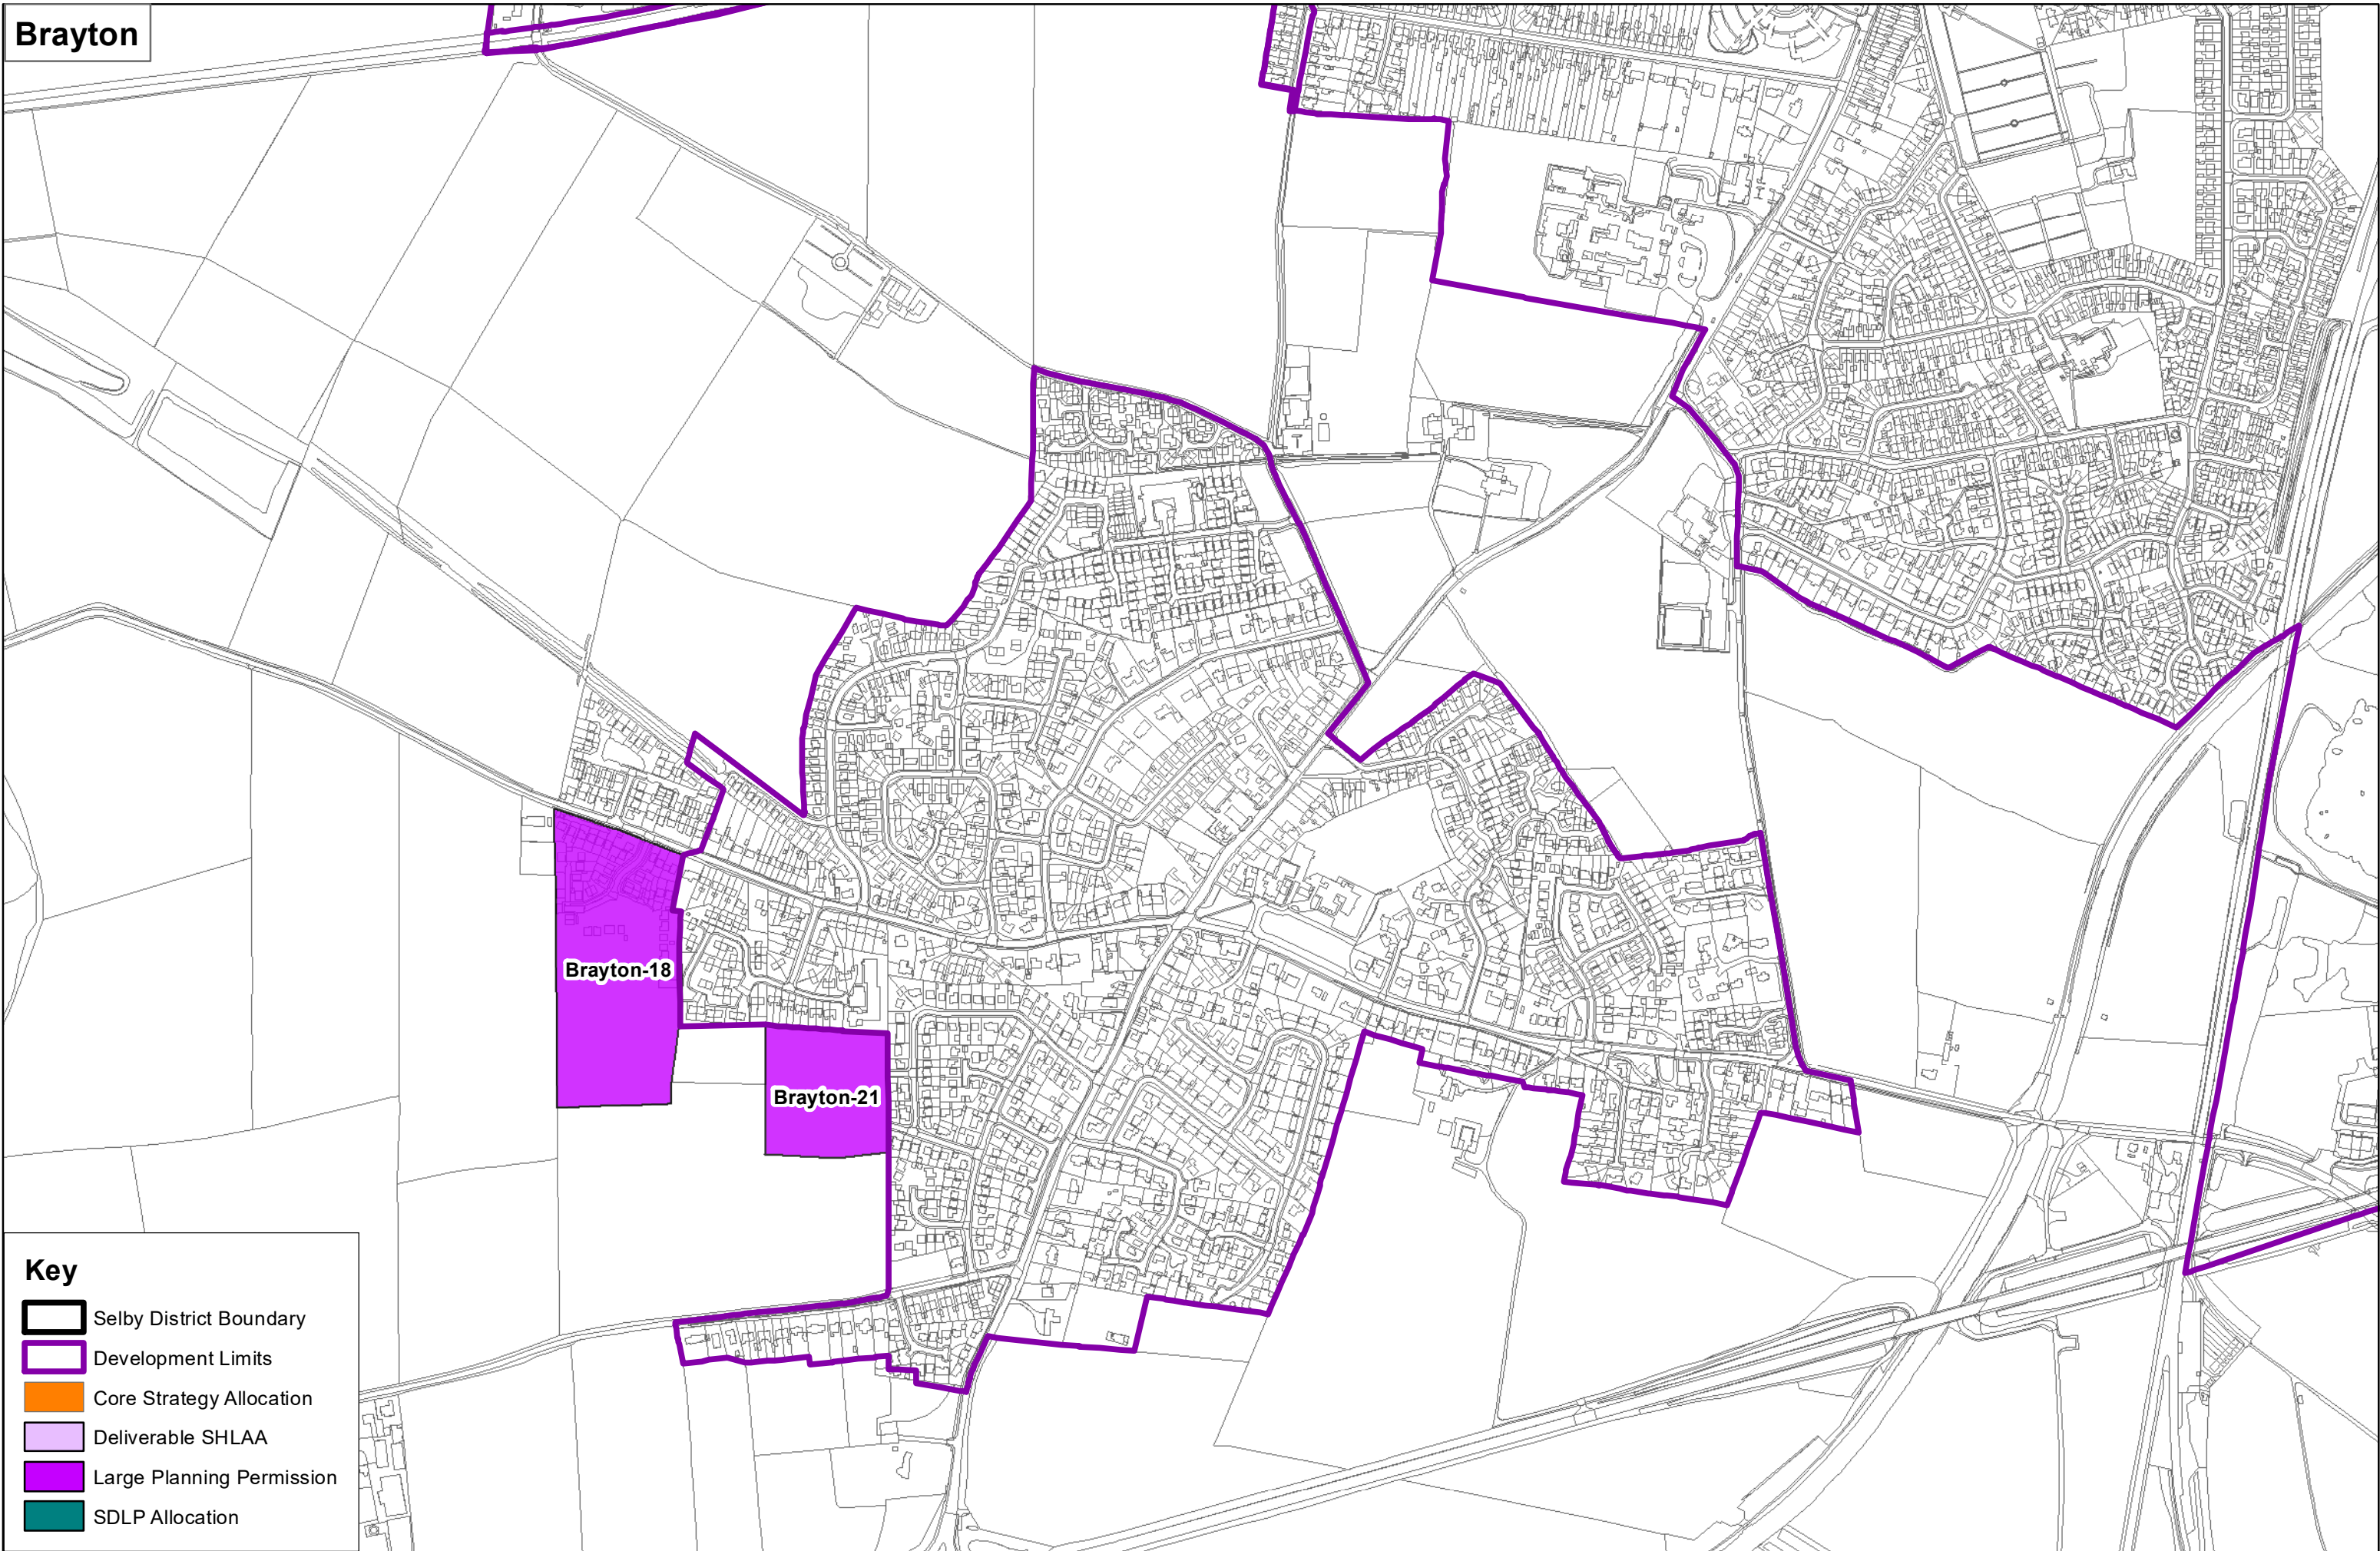 Brayton
Brayton-18
Brayton-21
Key
Selby District Boundary
Development Limits
Core Strategy Allocation
Deliverable SHLAA
Large Planning Permission
SDLP Allocation